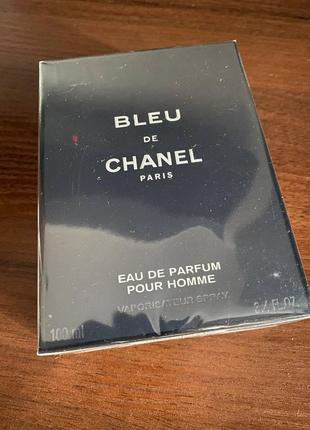 BLEU
DE
CHANEL
PARIS
EAU DE PARFUM
POUR HOMME
VAPORISATEUR SPRAY
100 ml 3.4 FL.OZ.